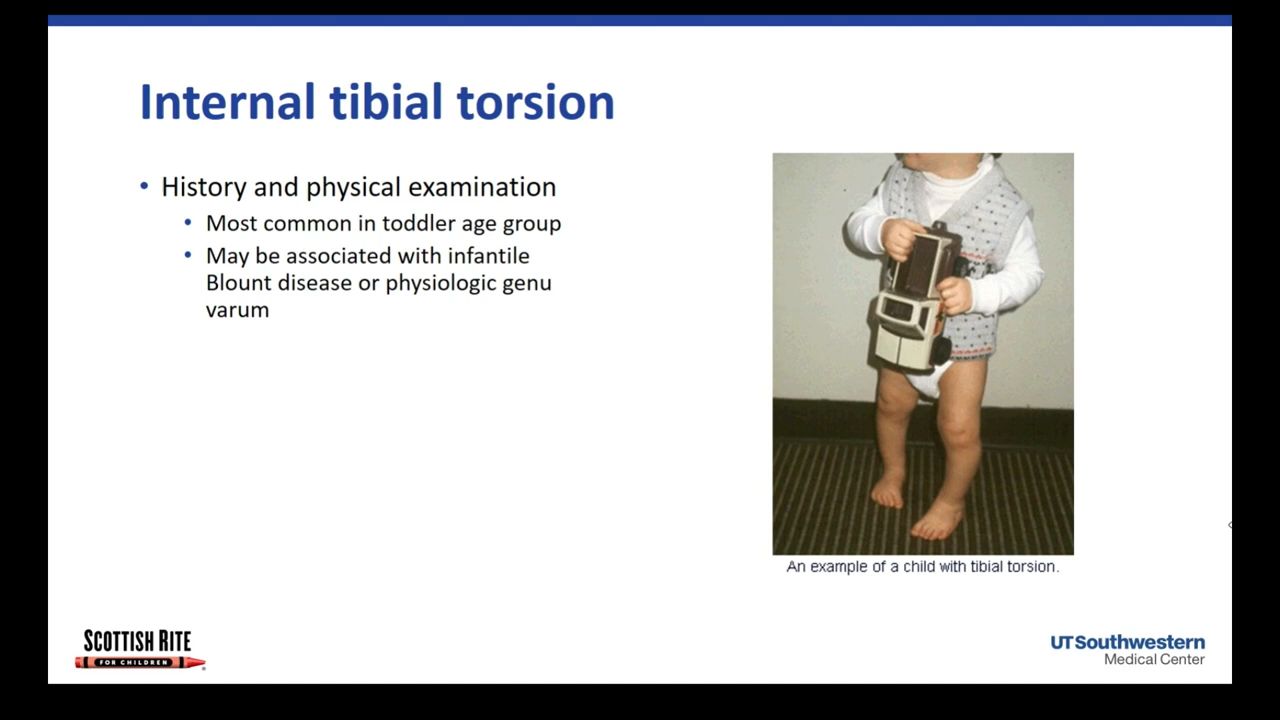 Internal tibial torsion
• History and physical examination
• Most common in toddler age group
• May be associated with infantile
Blount disease or physiologic genu
varum
An example of a child with tibial torsion.
SCOTTISH RITE
FOR CHILDREN
UTSouthwestern
Medical Center